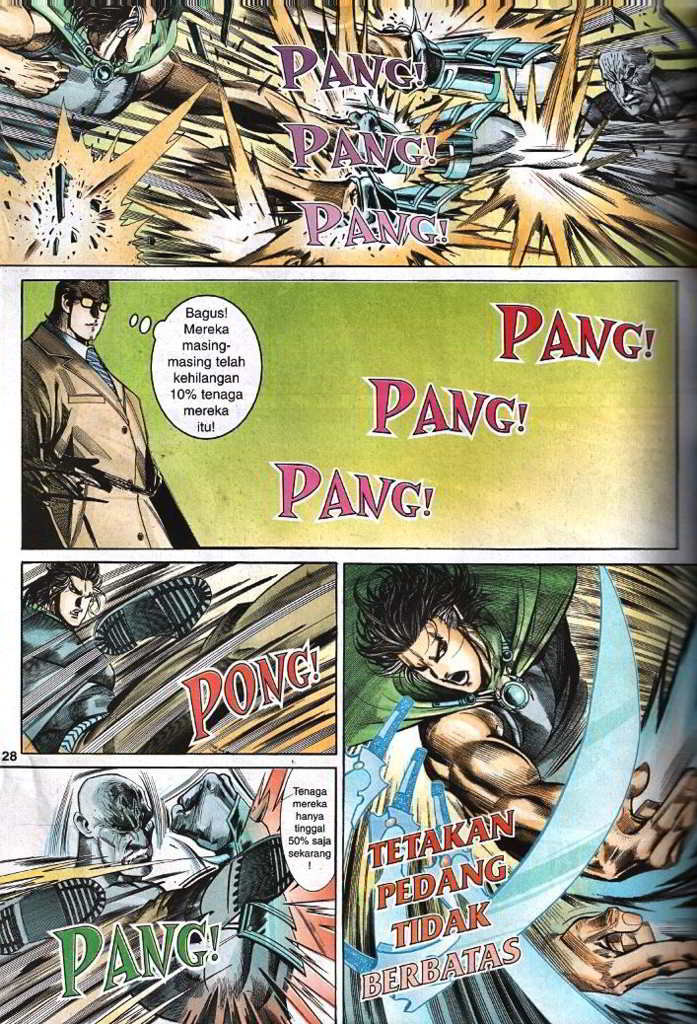 PANG!
PANG!
PANG!
Bagus!
Mereka
masing-
masing telah
kehilangan
10% tenaga
mereka
itu!
PANG!
PANG!
PANG!
PONG!
28
Tenaga
mereka
hanya
tinggal
50% saja
sekarang
!
PANG!
TETAKAN
PEDANG
TIDAK
BERBATAS